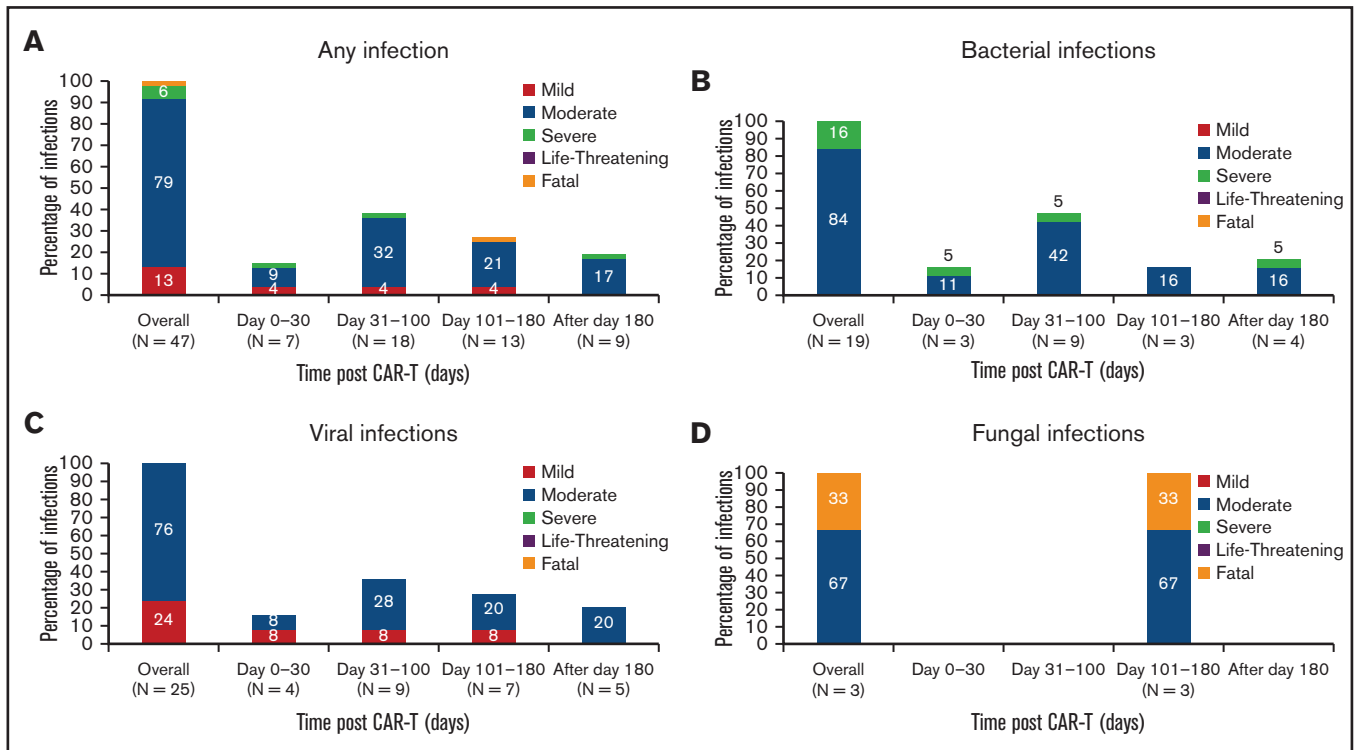 A
Any infection
Percentage of infections
100
90
80
70
60
50
40
30
20
10
0
6
79
13
9
4
32
4
21
4
17
Mild
Moderate
Severe
Life-Threatening
Fatal
Overall
(N = 47)
Day 0–30
(N = 7)
Day 31–100
(N = 18)
Day 101–180
(N = 13)
After day 180
(N = 9)
Time post CAR-T (days)
B
Bacterial infections
Percentage of infections
100
90
80
70
60
50
40
30
20
10
0
16
84
5
11
5
42
16
5
16
Mild
Moderate
Severe
Life-Threatening
Fatal
Overall
(N = 19)
Day 0–30
(N = 3)
Day 31–100
(N = 9)
Day 101–180
(N = 3)
After day 180
(N = 4)
Time post CAR-T (days)
C
Viral infections
Percentage of infections
100
90
80
70
60
50
40
30
20
10
0
76
24
8
8
28
8
20
8
20
Mild
Moderate
Severe
Life-Threatening
Fatal
Overall
(N = 25)
Day 0–30
(N = 4)
Day 31–100
(N = 9)
Day 101–180
(N = 7)
After day 180
(N = 5)
Time post CAR-T (days)
D
Fungal infections
Percentage of infections
100
90
80
70
60
50
40
30
20
10
0
33
67
33
67
Mild
Moderate
Severe
Life-Threatening
Fatal
Overall
(N = 3)
Day 0–30
Day 31–100
Day 101–180
(N = 3)
After day 180
Time post CAR-T (days)